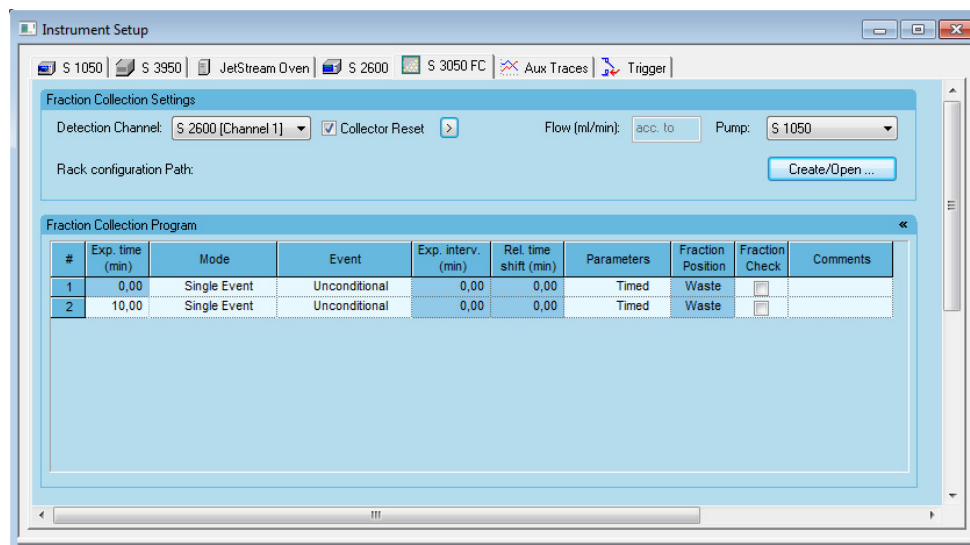 Instrument Setup
S 1050 S 3950 JetStream Oven S 2600 S 3050 FC Aux Traces Trigger
Fraction Collection Settings
Detection Channel: S 2600 [Channel 1] Collector Reset > Flow (ml/min): acc. to Pump: S 1050
Rack configuration Path: Create/Open ...
Fraction Collection Program «
# Exp. time (min) Mode Event Exp. interv. (min) Rel. time shift (min) Parameters Fraction Position Fraction Check Comments
1 0,00 Single Event Unconditional 0,00 0,00 Timed Waste
2 10,00 Single Event Unconditional 0,00 0,00 Timed Waste